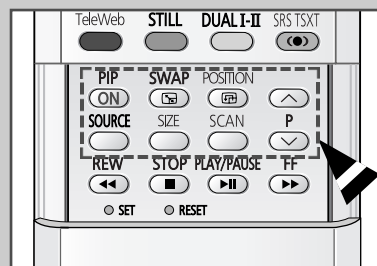 TeleWeb STILL DUAL I-II SRS TSXT
PIP SWAP POSITION
ON
SOURCE SIZE SCAN P
REW STOP PLAY/PAUSE FF
SET RESET